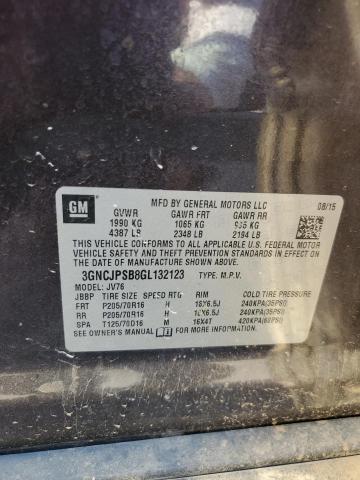 GM
MFD BY GENERAL MOTORS LLC 08/15
GVWR GAWR FRT GAWR RR
1990 KG 1065 KG 995 KG
4387 LB 2348 LB 2194 LB
THIS VEHICLE CONFORMS TO ALL APPLICABLE U.S. FEDERAL MOTOR
VEHICLE SAFETY AND THEFT PREVENTION STANDARDS IN EFFECT
ON THE DATE OF MANUFACTURE SHOWN ABOVE.
3GNCJPSB8GL132123 TYPE: M.P.V.
MODEL: JV76
JBBP TIRE SIZE SPEED RTG RIM COLD TIRE PRESSURE
FRT P205/70R16 H 16X6.5J 240KPA(35PSI)
RR P205/70R16 H 16X6.5J 240KPA(35PSI)
SPA T125/70D16 M 16X4T 420KPA(60PSI)
SEE OWNER'S MANUAL FOR MORE INFORMATION.